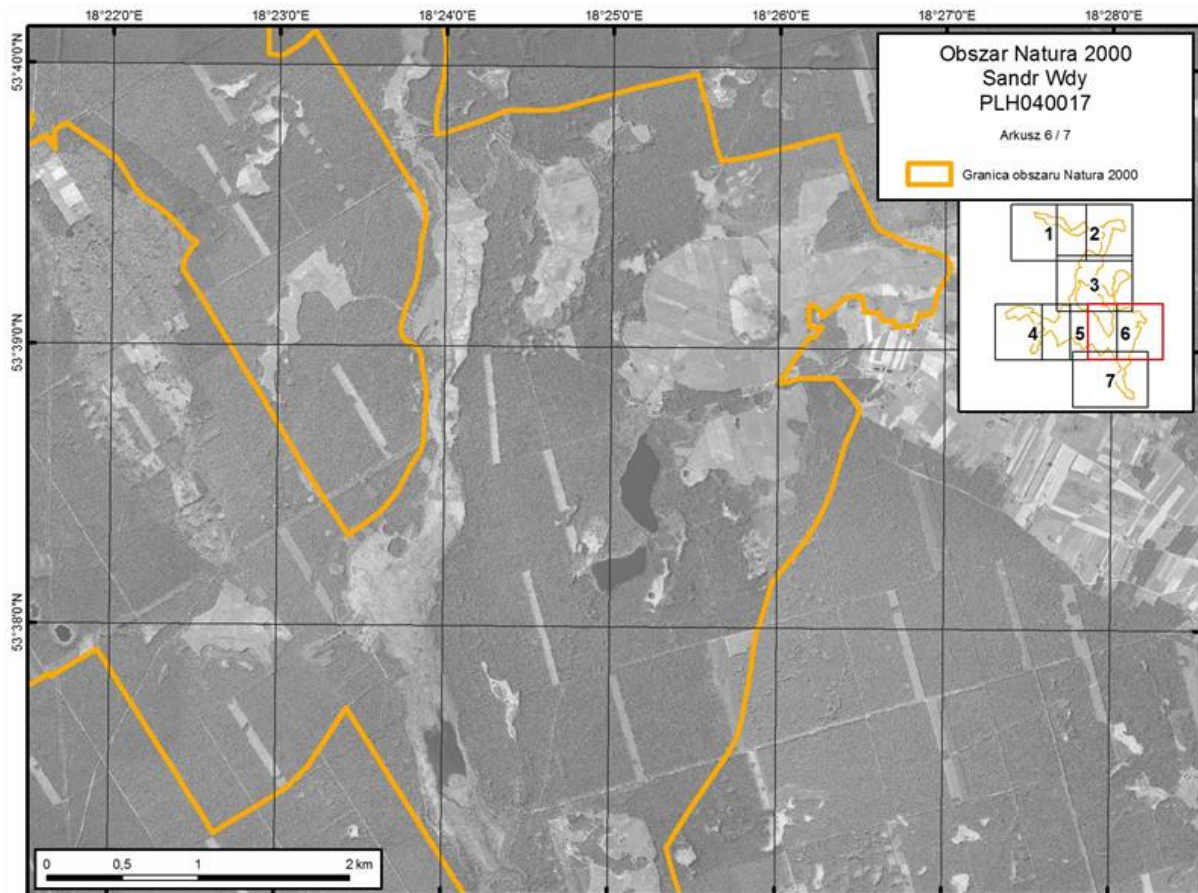 18°22'0"E 18°23'0"E 18°24'0"E 18°25'0"E 18°26'0"E 18°27'0"E 18°28'0"E
53°40'0"N
53°39'0"N
53°38'0"N
Obszar Natura 2000
Sandr Wdy
PLH040017
Arkusz 6 / 7
Granica obszaru Natura 2000
1 2
3
4 5 6
7
0 0,5 1 2 km